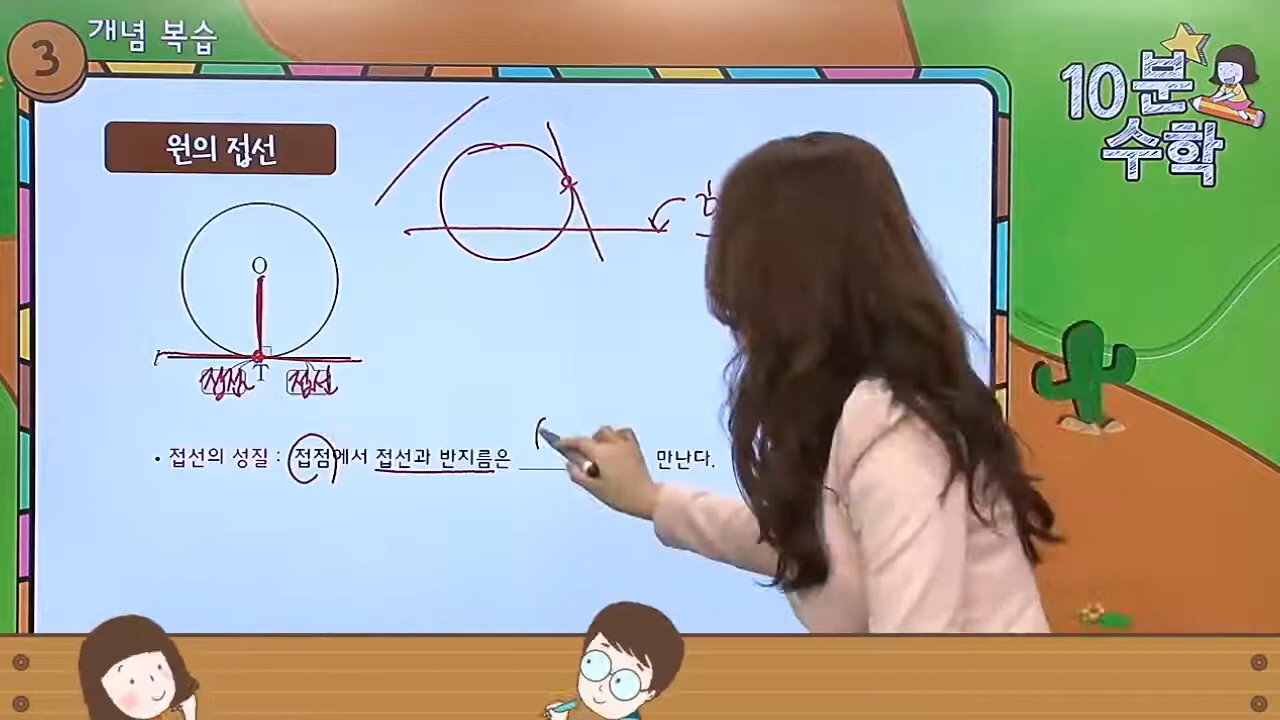 3 개념 복습
10분
수학
원의 접선
O
T
접점 접선
• 접선의 성질 : 접점에서 접선과 반지름은 ________ 만난다.